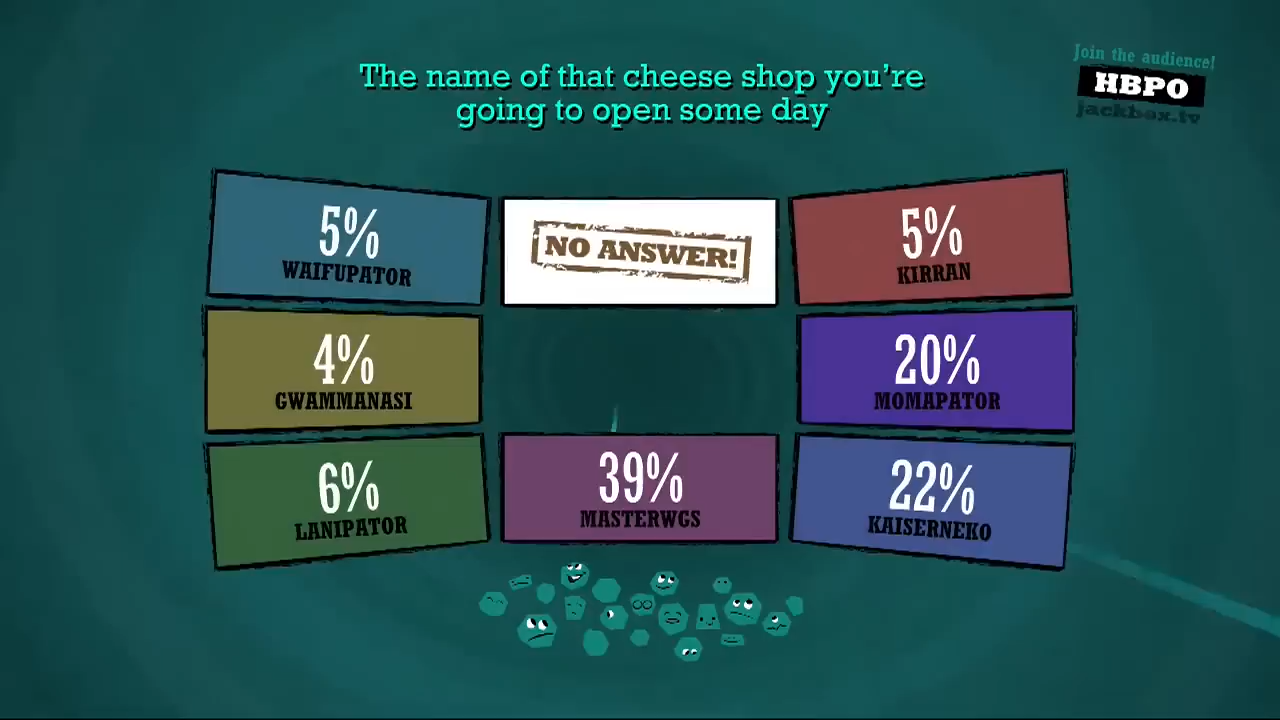 The name of that cheese shop you're
going to open some day
Join the audience!
HBPO
jackbox.tv
5%
WAIFUPATOR
NO ANSWER!
5%
KIRRAN
4%
GWAMMANASI
20%
MOMAPATOR
6%
LANIPATOR
39%
MASTERWGS
22%
KAISERNEKO